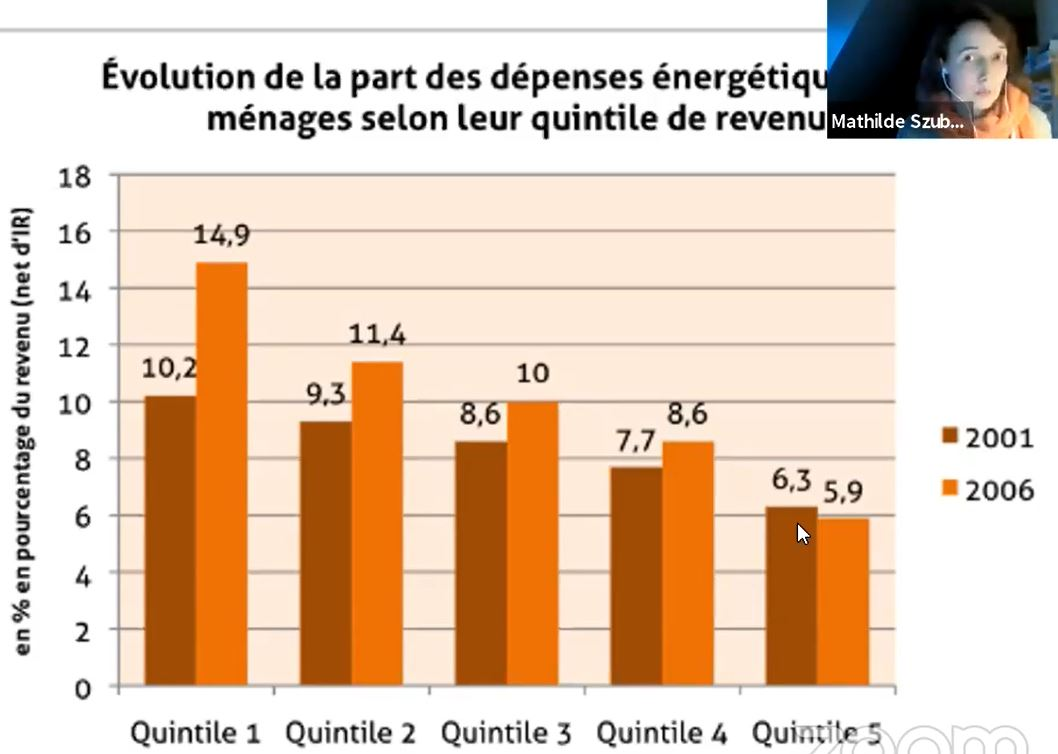 Évolution de la part des dépenses
ménages selon leur quintile de revenu
Mathilde Szub...
en % en pourcentage du revenu (net d'IR)
18
16
14
12
10
8
6
4
2
0
14,9
10,2
11,4
9,3
10
8,6
8,6
7,7
6,3
5,9
2001
2006
Quintile 1
Quintile 2
Quintile 3
Quintile 4
Quintile 5
zoom